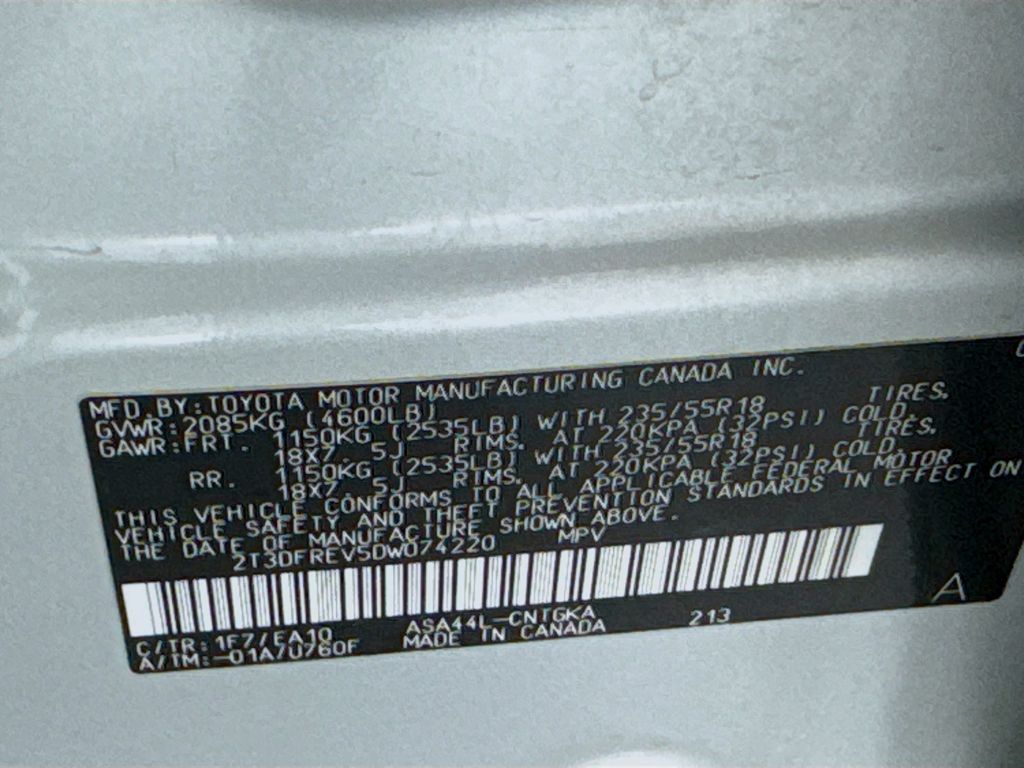 MFD.BY:TOYOTA MOTOR MANUFACTURING CANADA INC.
GVWR:2085KG (4600LB)
GAWR:FRT. 1150KG (2535LB) WITH 235/55R18 TIRES.
18X7.5J RIMS. AT 220KPA (32PSI) COLD.
RR. 1150KG (2535LB) WITH 235/55R18 TIRES.
18X7.5J RIMS. AT 220KPA (32PSI) COLD.
THIS VEHICLE CONFORMS TO ALL APPLICABLE FEDERAL MOTOR
VEHICLE SAFETY AND THEFT PREVENTION STANDARDS IN EFFECT ON
THE DATE OF MANUFACTURE SHOWN ABOVE.
2T3DFREV5DW074220 MPV
C/TR:1F7/EA10 ASA44L-CNTGKA 213
A/TM:-01A/U760F MADE IN CANADA
A